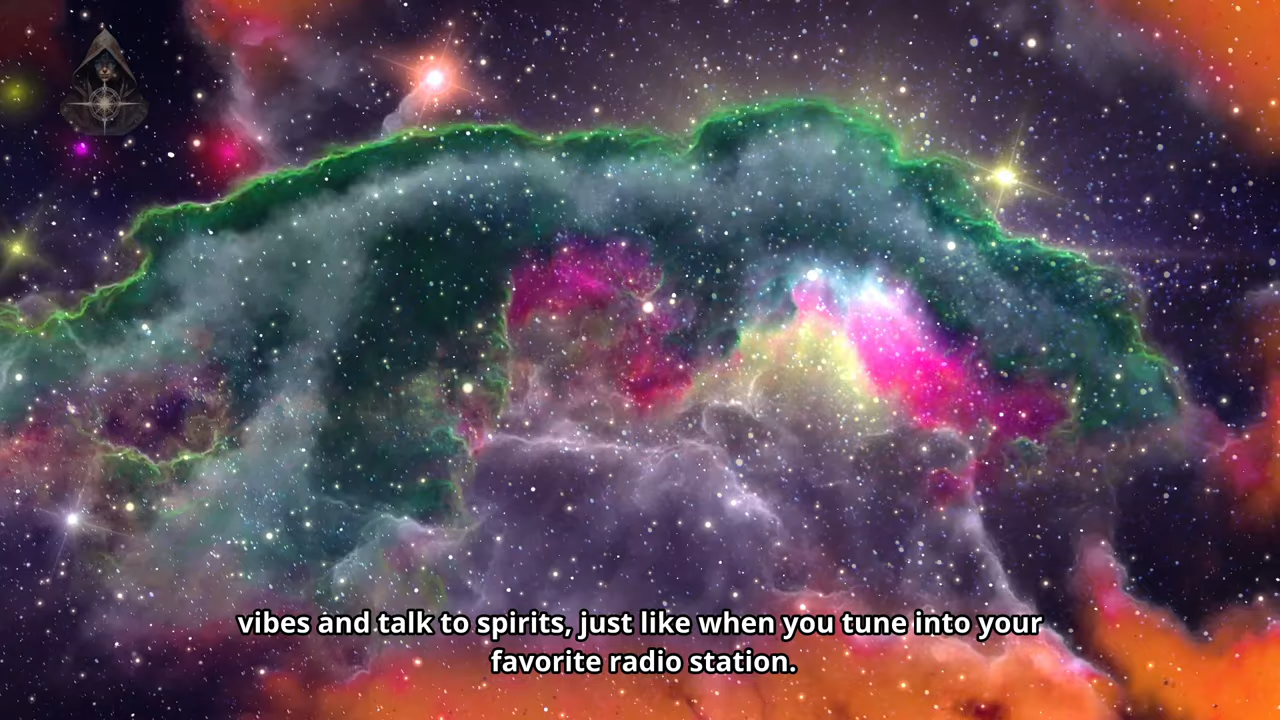 vibes and talk to spirits, just like when you tune into your
favorite radio station.